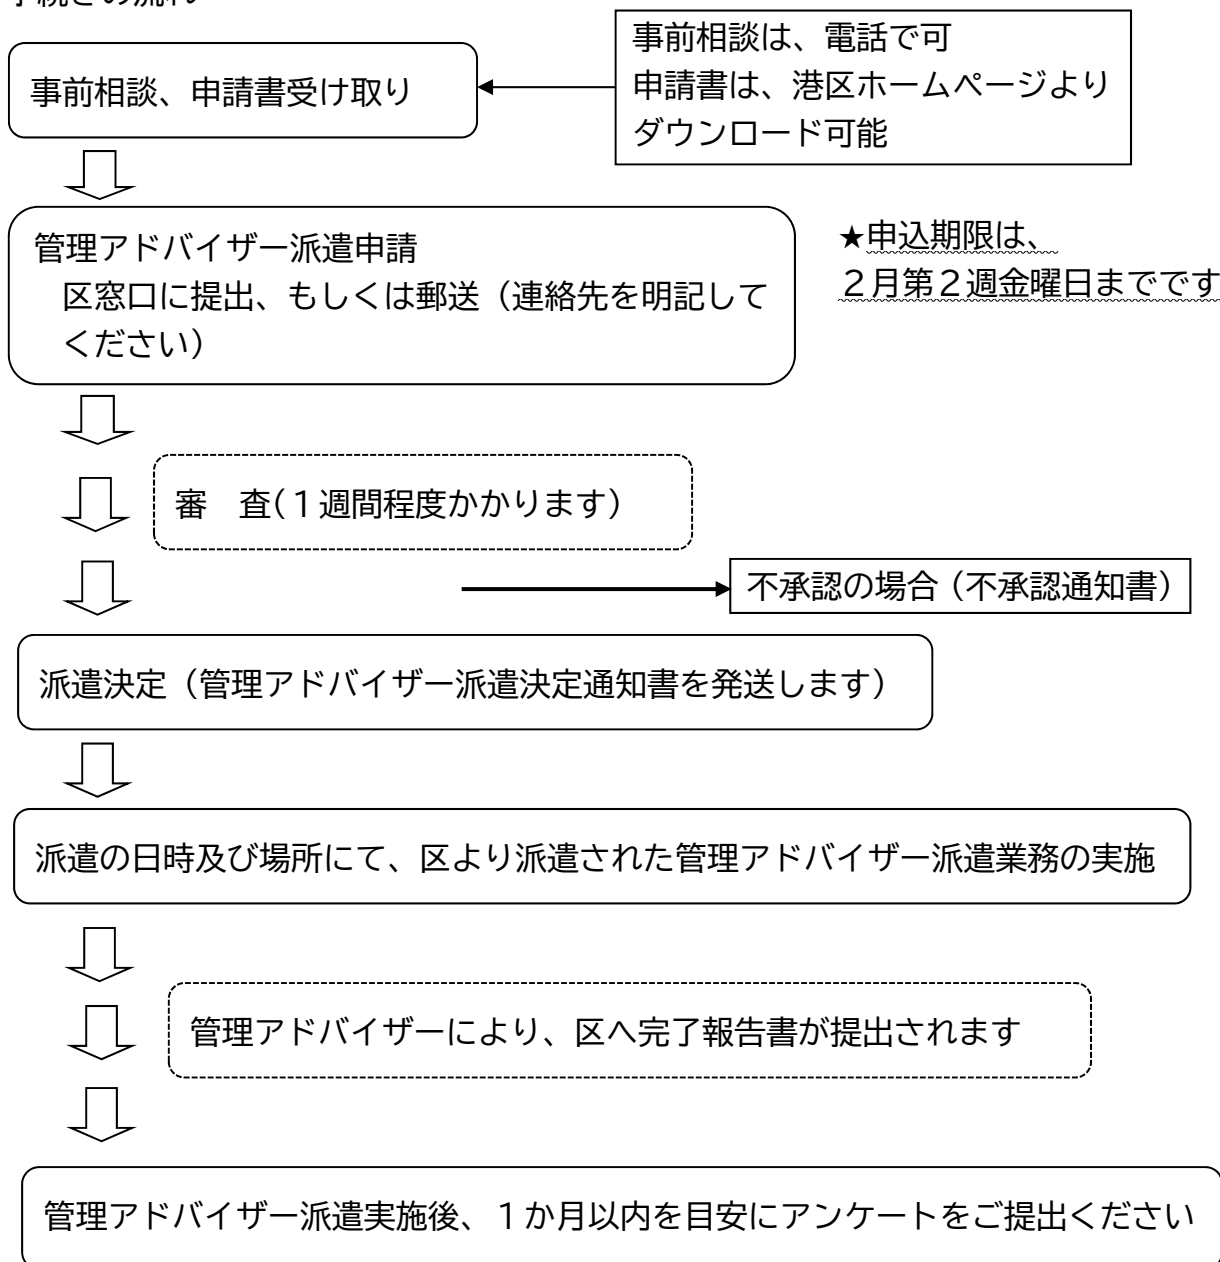 手続きの流れ
事前相談は、電話で可
申請書は、港区ホームページより
ダウンロード可能
事前相談、申請書受け取り
管理アドバイザー派遣申請
区窓口に提出、もしくは郵送（連絡先を明記して
ください）
★申込期限は、
２月第２週金曜日までです
審　査(１週間程度かかります)
不承認の場合（不承認通知書）
派遣決定（管理アドバイザー派遣決定通知書を発送します）
派遣の日時及び場所にて、区より派遣された管理アドバイザー派遣業務の実施
管理アドバイザーにより、区へ完了報告書が提出されます
管理アドバイザー派遣実施後、１か月以内を目安にアンケートをご提出ください